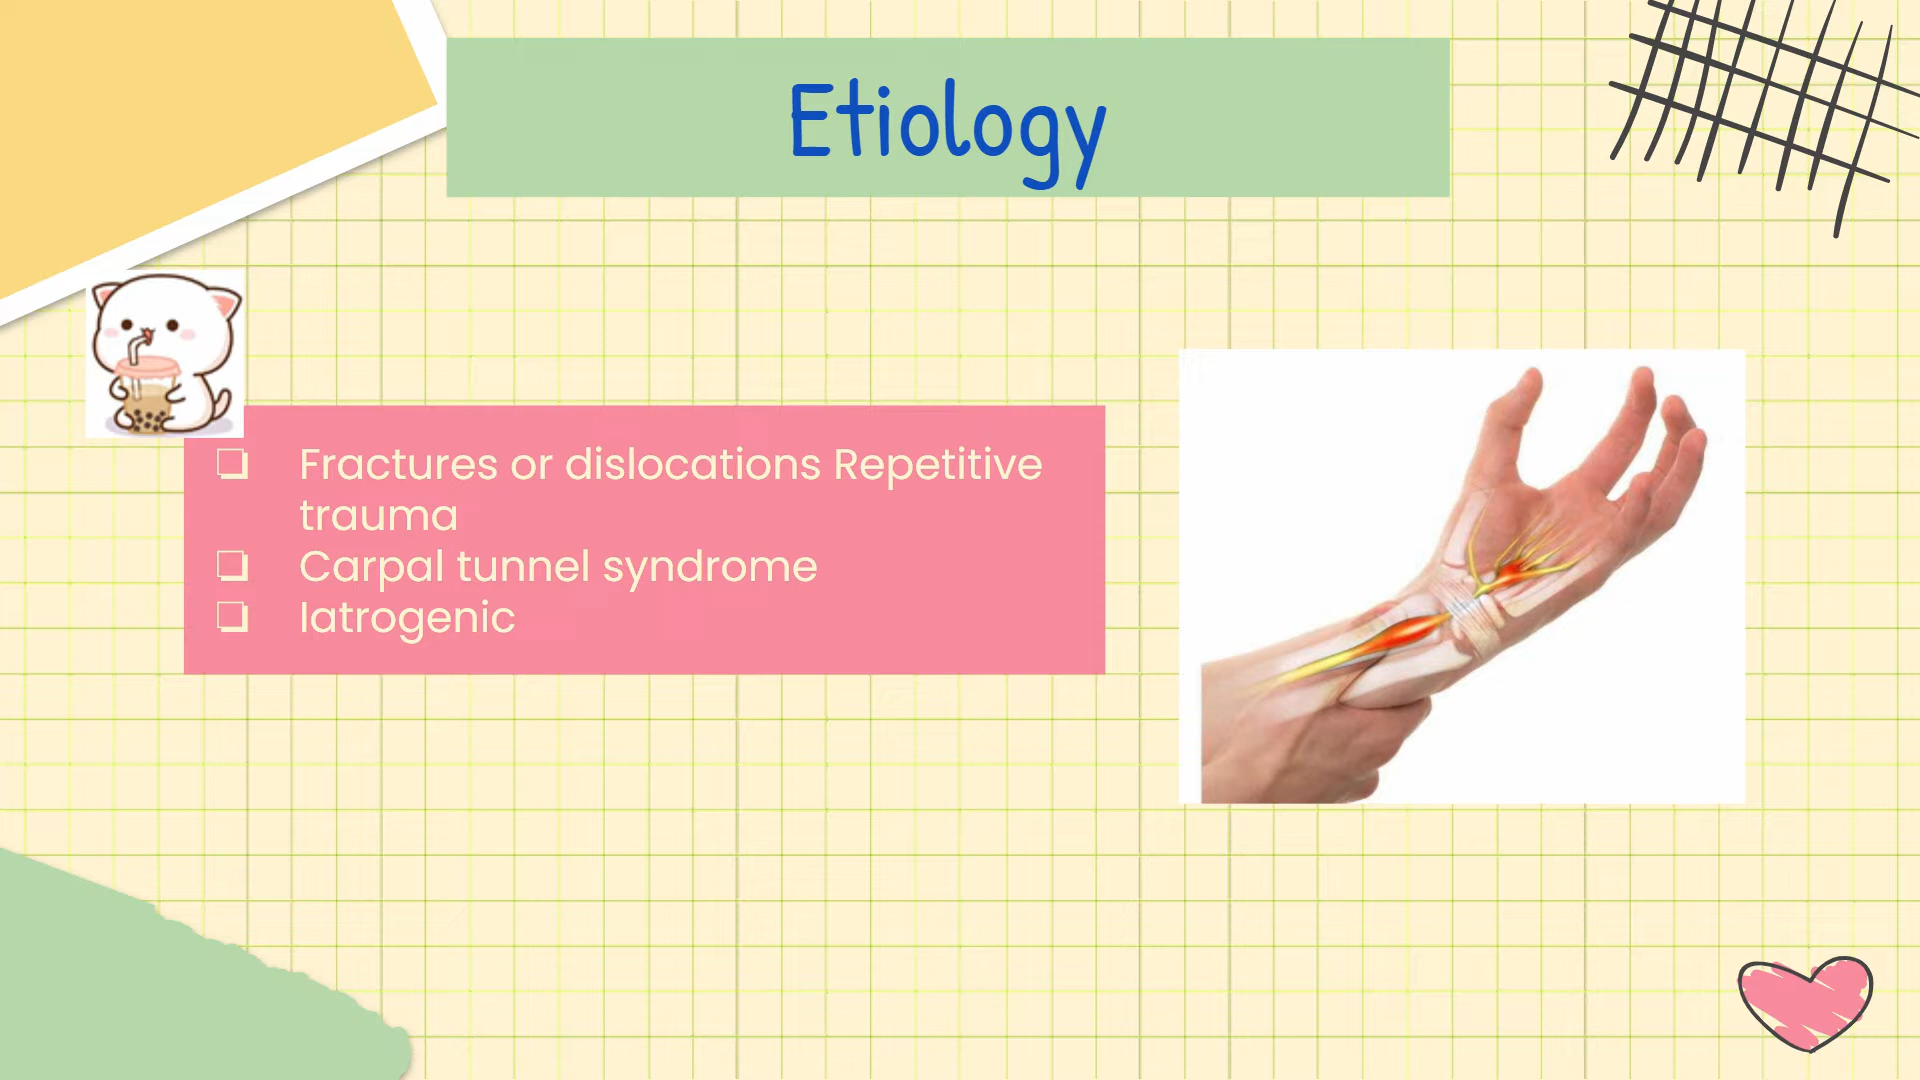 Etiology
❏ Fractures or dislocations Repetitive
trauma
❏ Carpal tunnel syndrome
❏ Iatrogenic